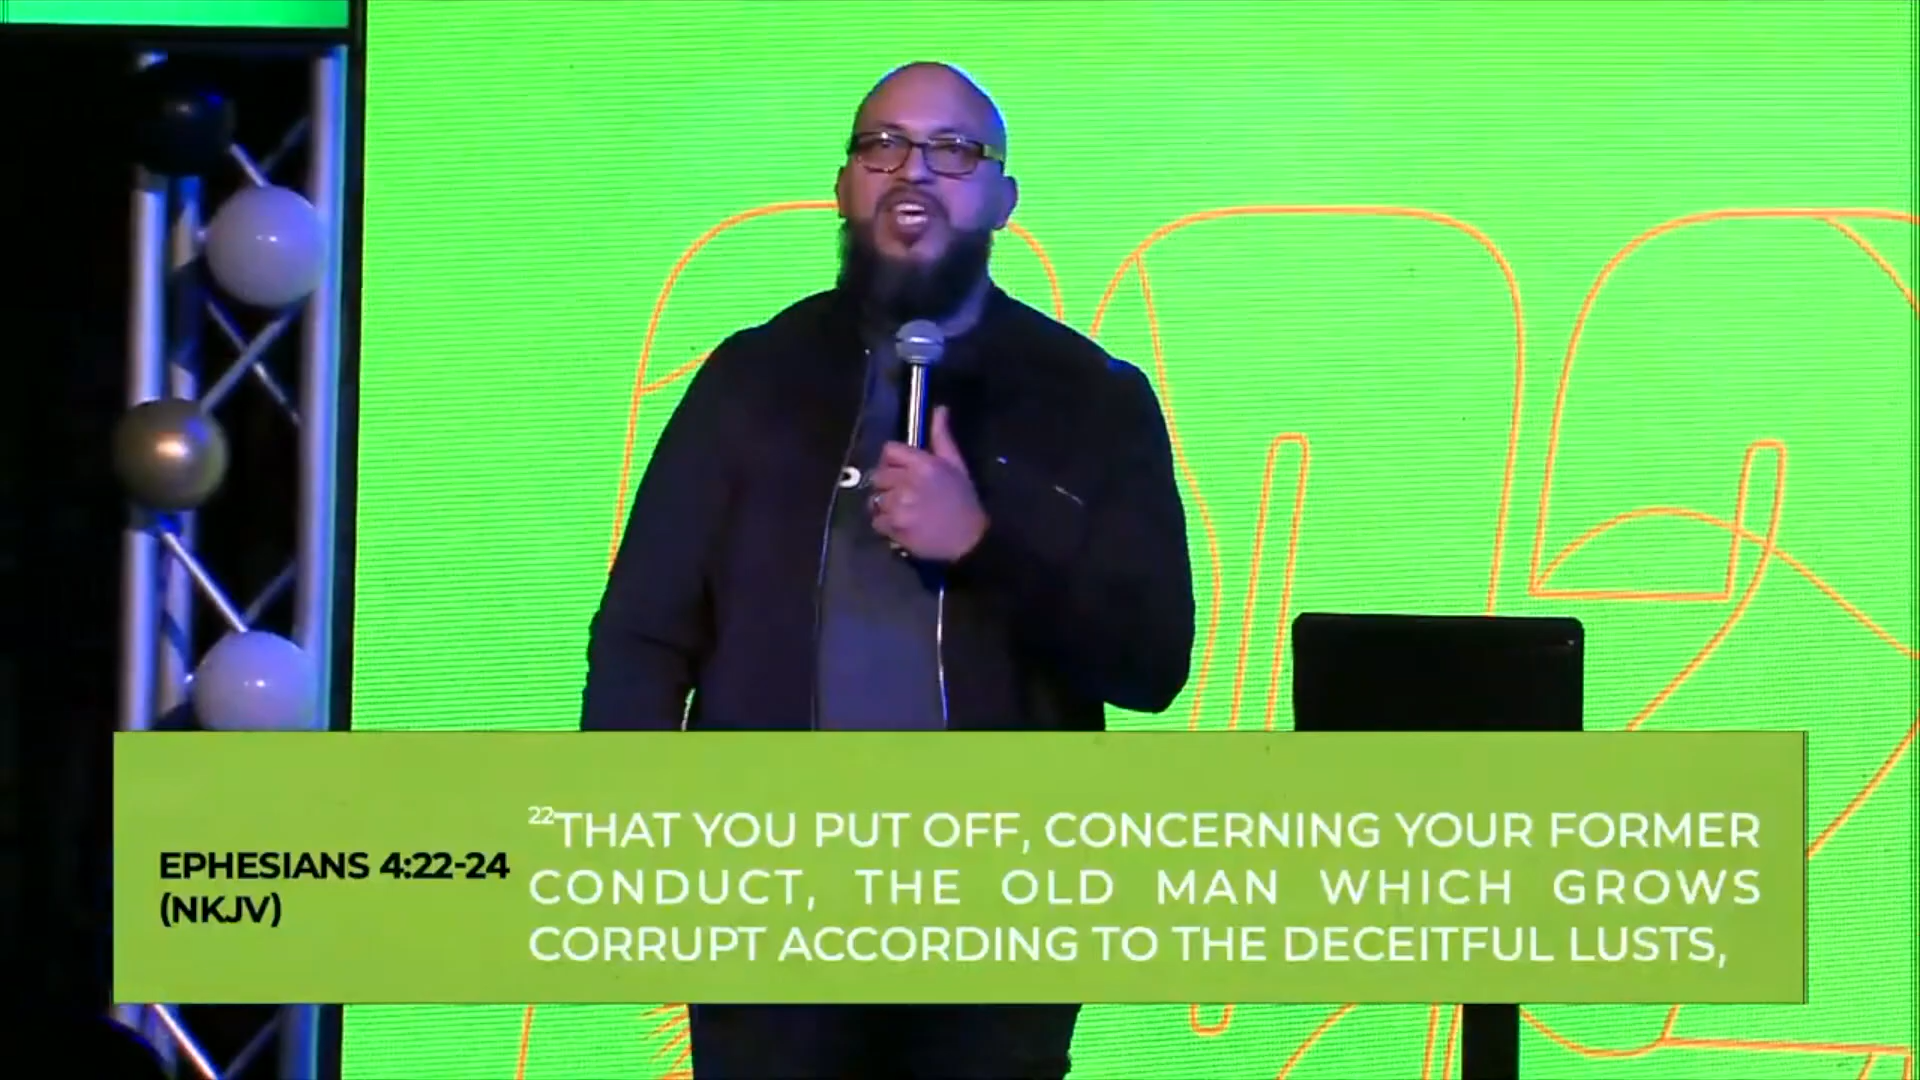 EPHESIANS 4:22-24
(NKJV)
22THAT YOU PUT OFF, CONCERNING YOUR FORMER
CONDUCT, THE OLD MAN WHICH GROWS
CORRUPT ACCORDING TO THE DECEITFUL LUSTS,